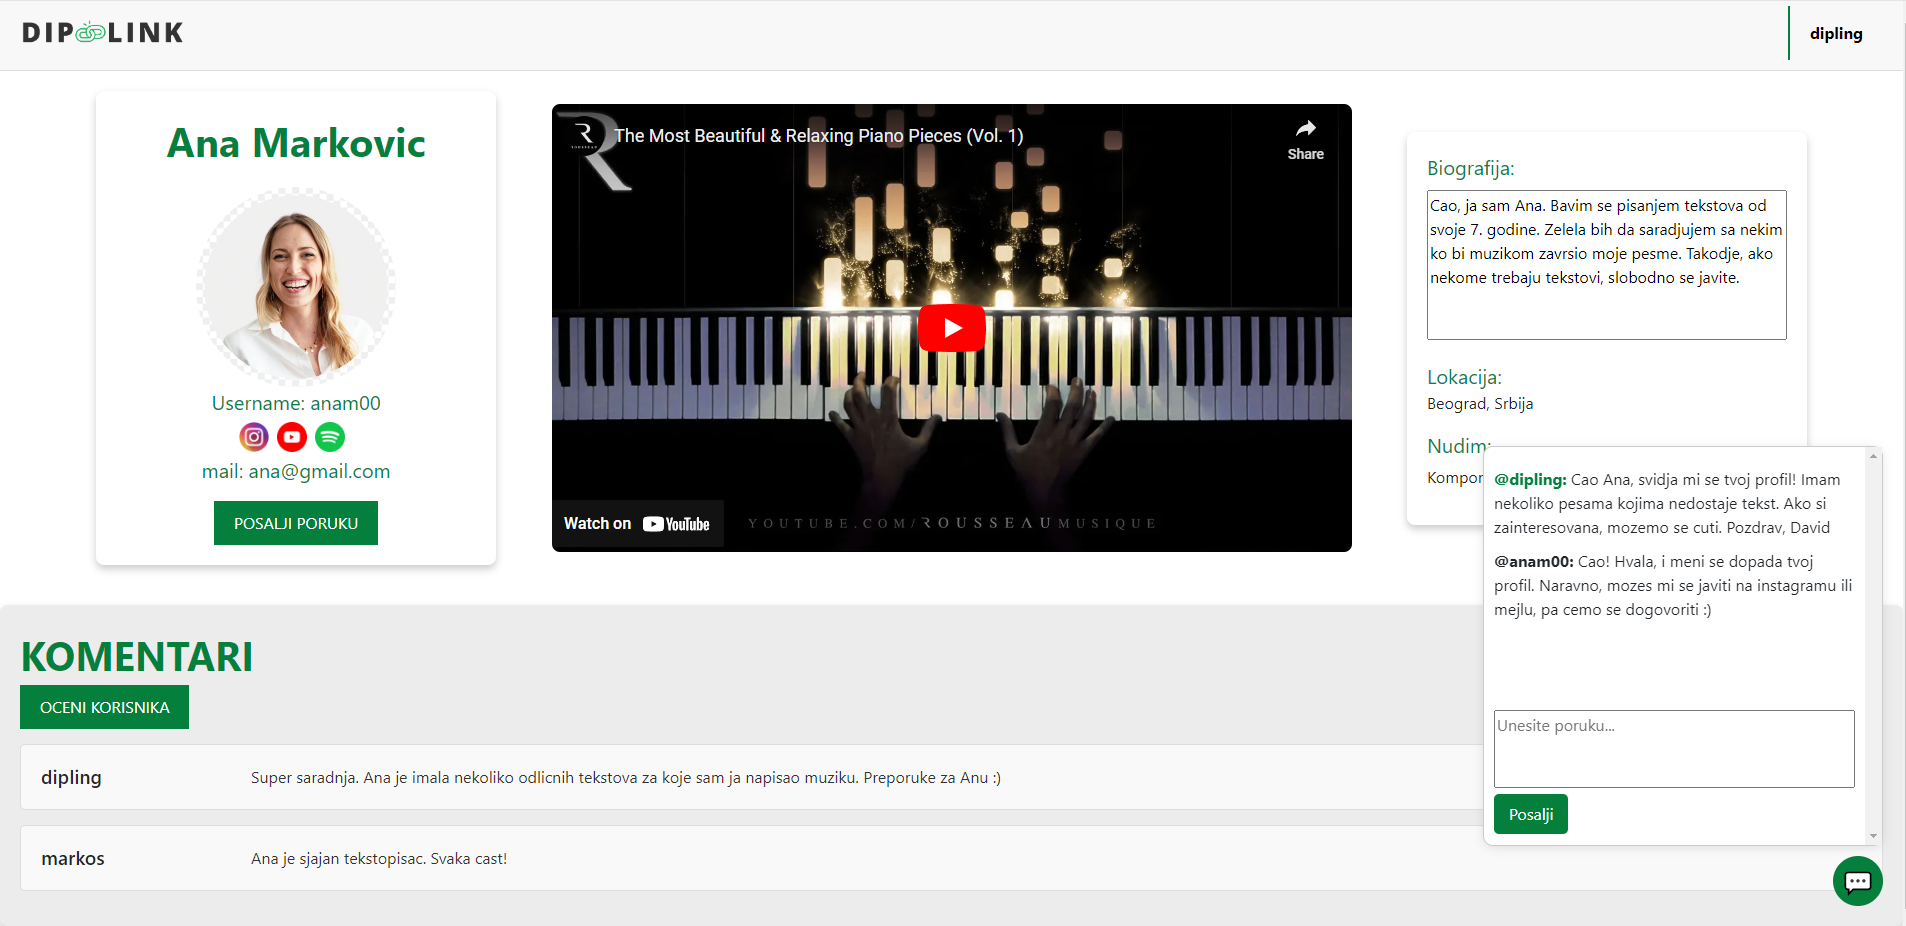 DIP LINK
dipling
Ana Markovic
Username: anam00
mail: ana@gmail.com
POSALJI PORUKU
The Most Beautiful & Relaxing Piano Pieces (Vol. 1)
Share
Watch on YouTube
YOUTUBE.COM/ROUSSEAUMUSIQUE
Biografija:
Cao, ja sam Ana. Bavim se pisanjem tekstova od
svoje 7. godine. Zelela bih da saradjujem sa nekim
ko bi muzikom zavrsio moje pesme. Takodje, ako
nekome trebaju tekstovi, slobodno se javite.
Lokacija:
Beograd, Srbija
Nudim:
@dipling: Cao Ana, svidja mi se tvoj profil! Imam
nekoliko pesama kojima nedostaje tekst. Ako si
zainteresovana, mozemo se cuti. Pozdrav, David
@anam00: Cao! Hvala, i meni se dopada tvoj
profil. Naravno, mozes mi se javiti na instagramu ili
mejlu, pa cemo se dogovoriti :)
Unesite poruku...
Posalji
KOMENTARI
OCENI KORISNIKA
dipling
Super saradnja. Ana je imala nekoliko odlicnih tekstova za koje sam ja napisao muziku. Preporuke za Anu :)
markos
Ana je sjajan tekstopisac. Svaka cast!